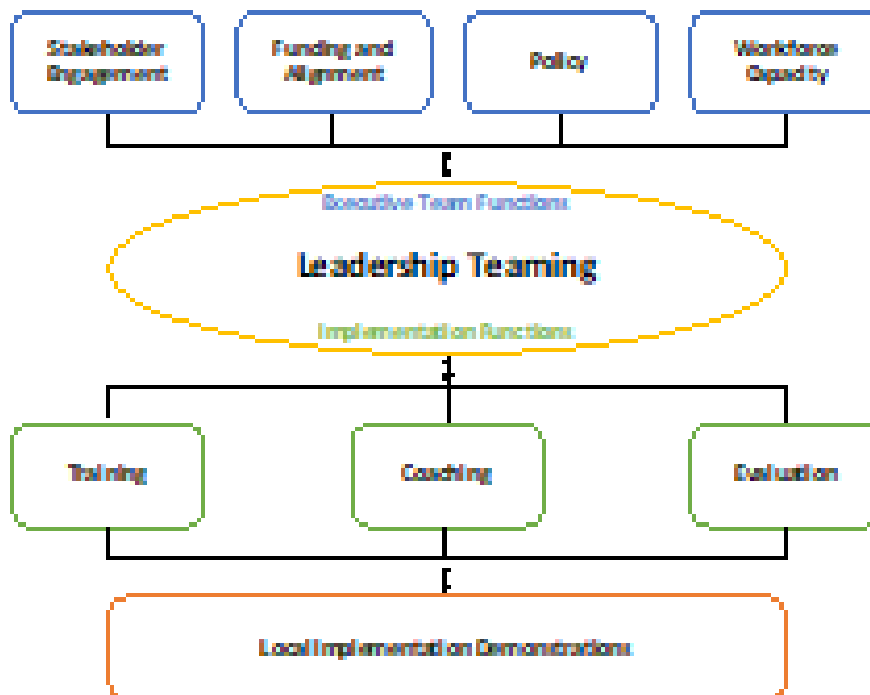 Stakeholder
Engagement
Funding and
Alignment
Policy
Workforce
Capacity
Executive Team Functions
Leadership Teaming
Implementation Functions
Training
Coaching
Evaluation
Local Implementation Demonstrations